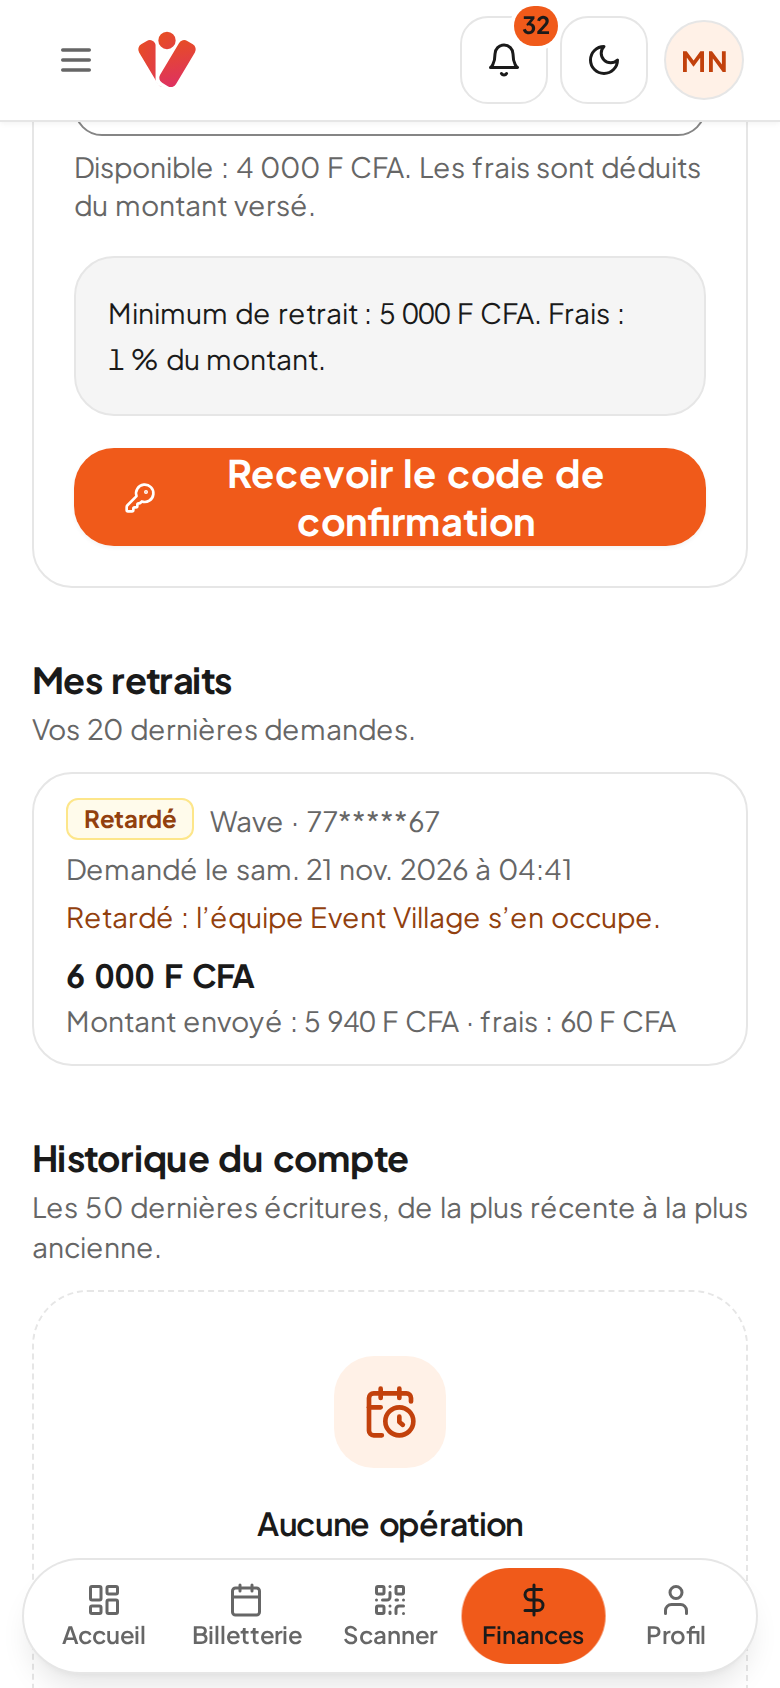 32
MN
Disponible : 4 000 F CFA. Les frais sont déduits
du montant versé.
Minimum de retrait : 5 000 F CFA. Frais :
1 % du montant.
Recevoir le code de
confirmation
Mes retraits
Vos 20 dernières demandes.
Retardé Wave · 77*****67
Demandé le sam. 21 nov. 2026 à 04:41
Retardé : l’équipe Event Village s’en occupe.
6 000 F CFA
Montant envoyé : 5 940 F CFA · frais : 60 F CFA
Historique du compte
Les 50 dernières écritures, de la plus récente à la plus
ancienne.
Aucune opération
Accueil Billetterie Scanner Finances Profil